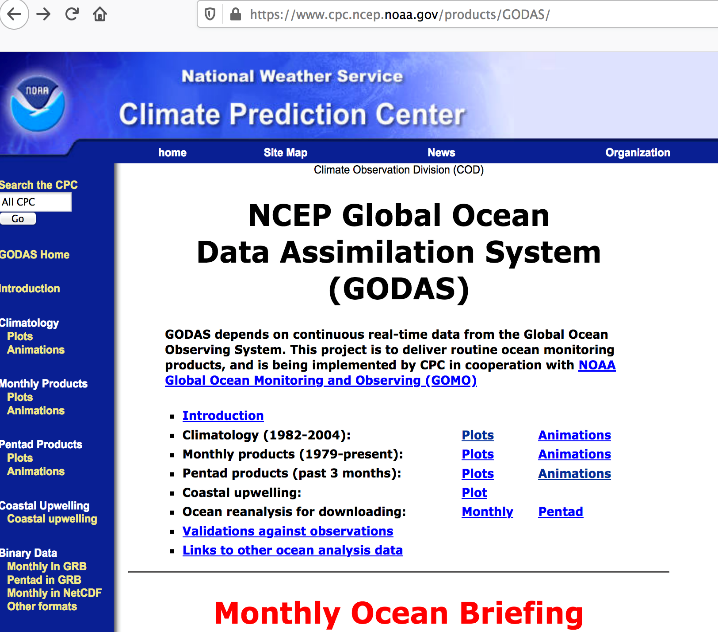 https://www.cpc.ncep.noaa.gov/products/GODAS/
NOAA
National Weather Service
Climate Prediction Center
home Site Map News Organization
Search the CPC
All CPC
Go
GODAS Home
Introduction
Climatology
Plots
Animations
Monthly Products
Plots
Animations
Pentad Products
Plots
Animations
Coastal Upwelling
Coastal upwelling
Binary Data
Monthly in GRB
Pentad in GRB
Monthly in NetCDF
Other formats
Climate Observation Division (COD)
NCEP Global Ocean
Data Assimilation System
(GODAS)
GODAS depends on continuous real-time data from the Global Ocean
Observing System. This project is to deliver routine ocean monitoring
products, and is being implemented by CPC in cooperation with NOAA
Global Ocean Monitoring and Observing (GOMO)
Introduction
Climatology (1982-2004): Plots Animations
Monthly products (1979-present): Plots Animations
Pentad products (past 3 months): Plots Animations
Coastal upwelling: Plot
Ocean reanalysis for downloading: Monthly Pentad
Validations against observations
Links to other ocean analysis data
Monthly Ocean Briefing